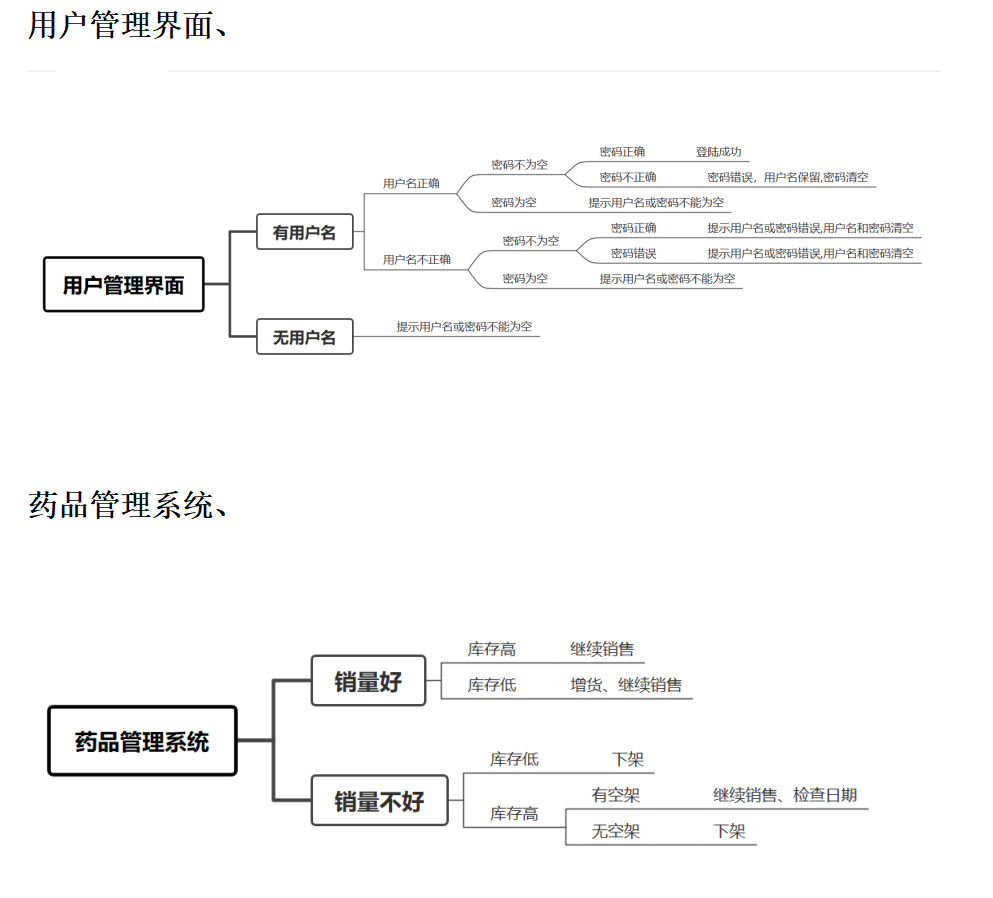 用户管理界面、
密码正确 登陆成功
密码不为空
密码不正确 密码错误，用户名保留,密码清空
用户名正确
密码为空 提示用户名或密码不能为空
有用户名
密码正确 提示用户名或密码错误,用户名和密码清空
密码不为空
密码错误 提示用户名或密码错误,用户名和密码清空
用户名不正确
密码为空 提示用户名或密码不能为空
用户管理界面
无用户名 提示用户名或密码不能为空
药品管理系统、
库存高 继续销售
销量好
库存低 增货、继续销售
药品管理系统
库存低 下架
销量不好
有空架 继续销售、检查日期
库存高
无空架 下架